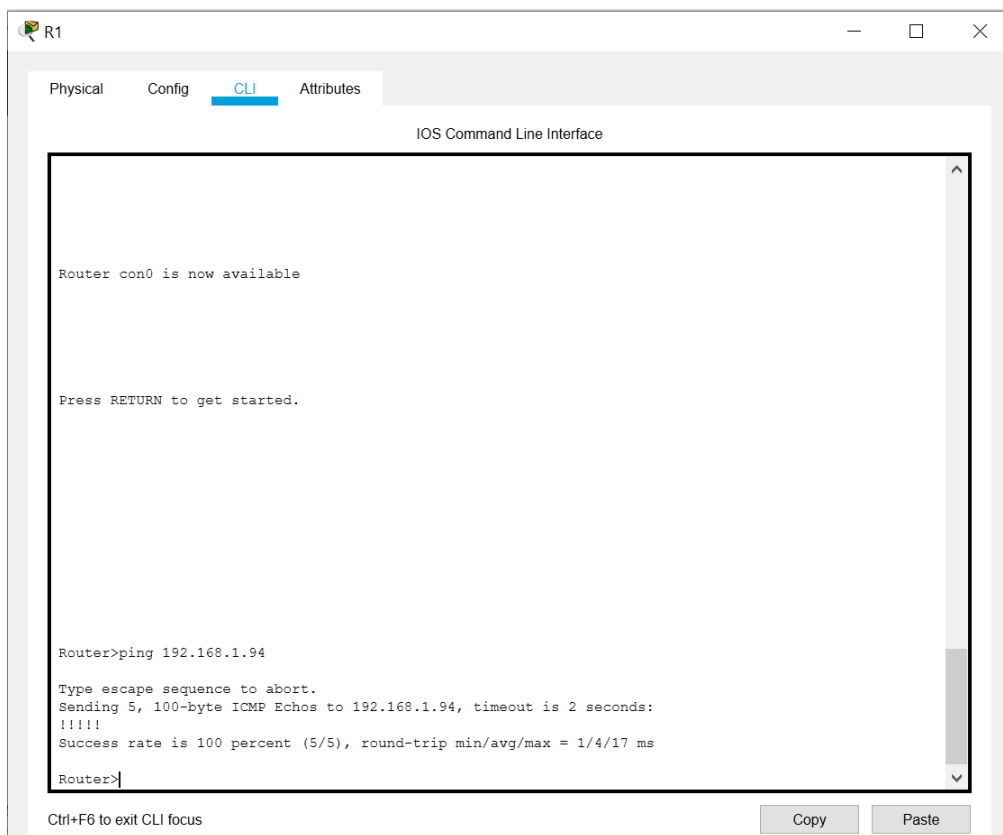 R1
Physical Config CLI Attributes
IOS Command Line Interface
Router con0 is now available
Press RETURN to get started.
Router>ping 192.168.1.94
Type escape sequence to abort.
Sending 5, 100-byte ICMP Echos to 192.168.1.94, timeout is 2 seconds:
!!!!!
Success rate is 100 percent (5/5), round-trip min/avg/max = 1/4/17 ms
Router>
Ctrl+F6 to exit CLI focus
Copy Paste